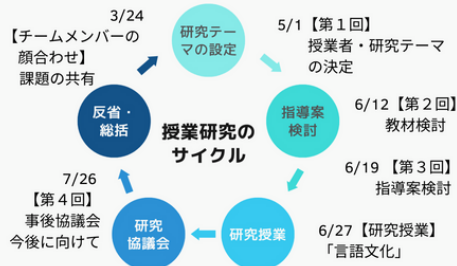 3/24
【チームメンバーの
顔合わせ】
課題の共有
研究テー
マの設定
5/1【第1回】
授業者・研究テーマ
の決定
指導案
検討
6/12【第2回】
教材検討
6/19 【第3回】
指導案検討
6/27【研究授業】
「言語文化」
研究授業
研究
協議会
7/26
【第4回】
事後協議会
今後に向けて
反省・
総括
授業研究の
サイクル